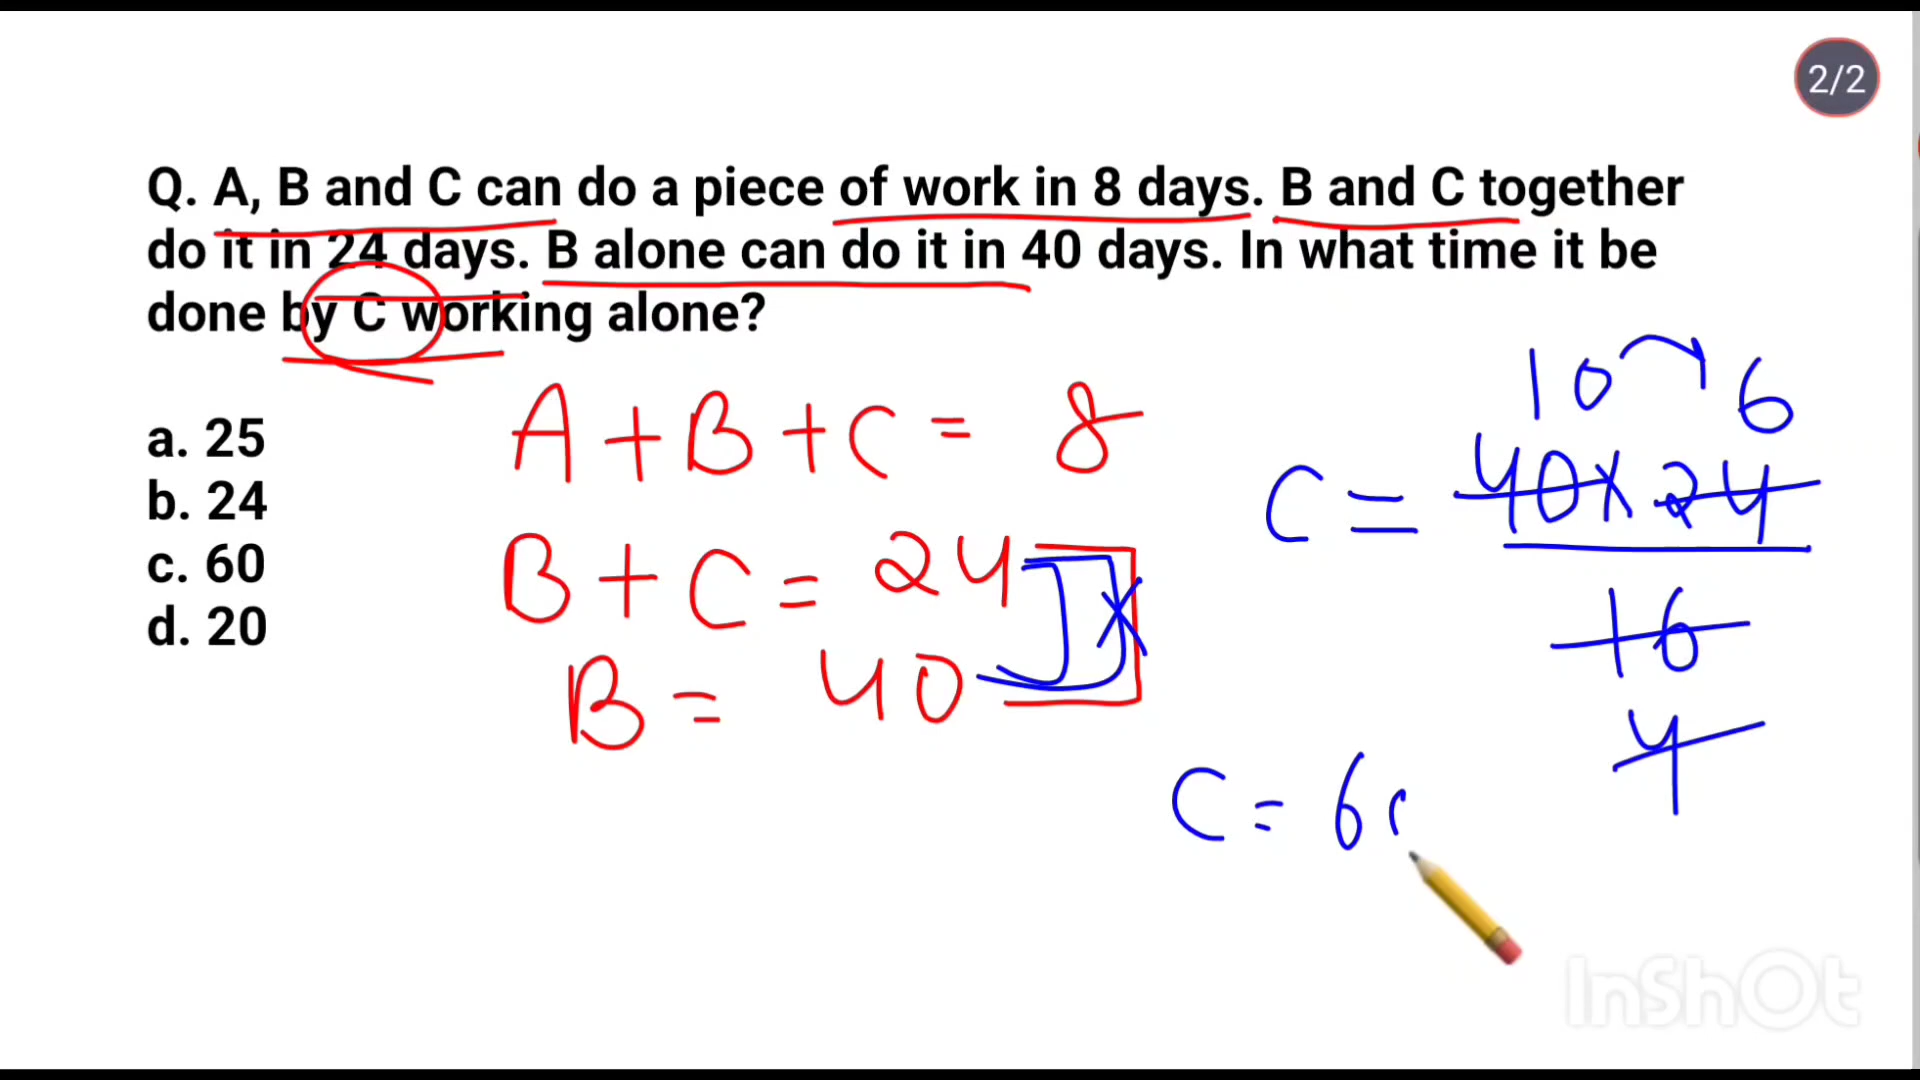 2/2
Q. A, B and C can do a piece of work in 8 days. B and C together
do it in 24 days. B alone can do it in 40 days. In what time it be
done by C working alone?
a. 25
b. 24
c. 60
d. 20
A + B + C = 8
B + C = 24
B = 40
10 6
C = 40 × 24
16
4
C = 6
InShOt